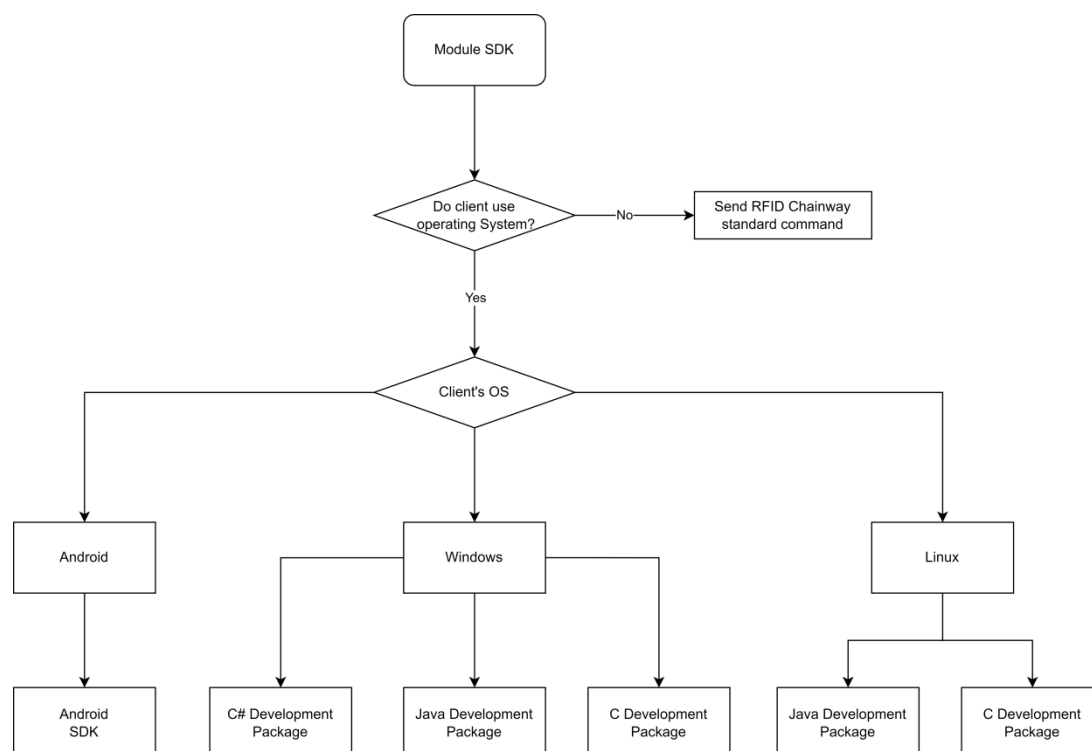 Module SDK
Do client use
operating System?
No
Send RFID Chainway
standard command
Yes
Client's OS
Android
Windows
Linux
Android
SDK
C# Development
Package
Java Development
Package
C Development
Package
Java Development
Package
C Development
Package